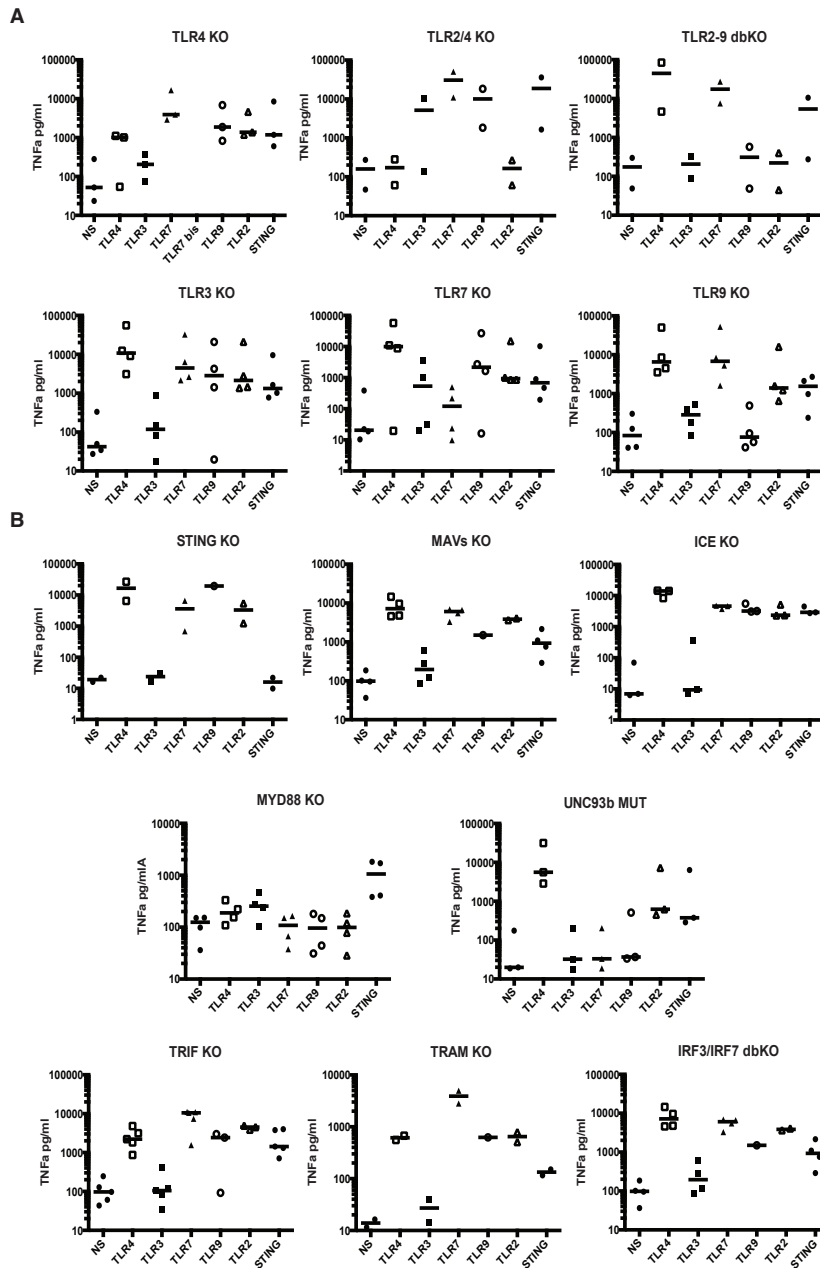 A
TLR4 KO
TNFa pg/ml
100000
10000
1000
100
10
NS
TLR4
TLR3
TLR7
TLR7 bis
TLR9
TLR2
STING
TLR2/4 KO
TNFa pg/ml
100000
10000
1000
100
10
NS
TLR4
TLR3
TLR7
TLR9
TLR2
STING
TLR2-9 dbKO
TNFa pg/ml
100000
10000
1000
100
10
NS
TLR4
TLR3
TLR7
TLR9
TLR2
STING
TLR3 KO
TNFa pg/ml
100000
10000
1000
100
10
NS
TLR4
TLR3
TLR7
TLR9
TLR2
STING
TLR7 KO
TNFa pg/ml
100000
10000
1000
100
10
1
NS
TLR4
TLR3
TLR7
TLR9
TLR2
STING
TLR9 KO
TNFa pg/ml
100000
10000
1000
100
10
NS
TLR4
TLR3
TLR7
TLR9
TLR2
STING
B
STING KO
TNFa pg/ml
100000
10000
1000
100
10
1
NS
TLR4
TLR3
TLR7
TLR9
TLR2
STING
MAVs KO
TNFa pg/ml
100000
10000
1000
100
10
NS
TLR4
TLR3
TLR7
TLR9
TLR2
STING
ICE KO
TNFa pg/ml
100000
10000
1000
100
10
1
NS
TLR4
TLR3
TLR7
TLR9
TLR2
STING
MYD88 KO
TNFa pg/mlA
10000
1000
100
10
NS
TLR4
TLR3
TLR7
TLR9
TLR2
STING
UNC93b MUT
TNFa pg/ml
100000
10000
1000
100
10
NS
TLR4
TLR3
TLR7
TLR9
TLR2
STING
TRIF KO
TNFa pg/ml
100000
10000
1000
100
10
NS
TLR4
TLR3
TLR7
TLR9
TLR2
STING
TRAM KO
TNFa pg/ml
10000
1000
100
10
NS
TLR4
TLR3
TLR7
TLR9
TLR2
STING
IRF3/IRF7 dbKO
TNFa pg/ml
100000
10000
1000
100
10
NS
TLR4
TLR3
TLR7
TLR9
TLR2
STING